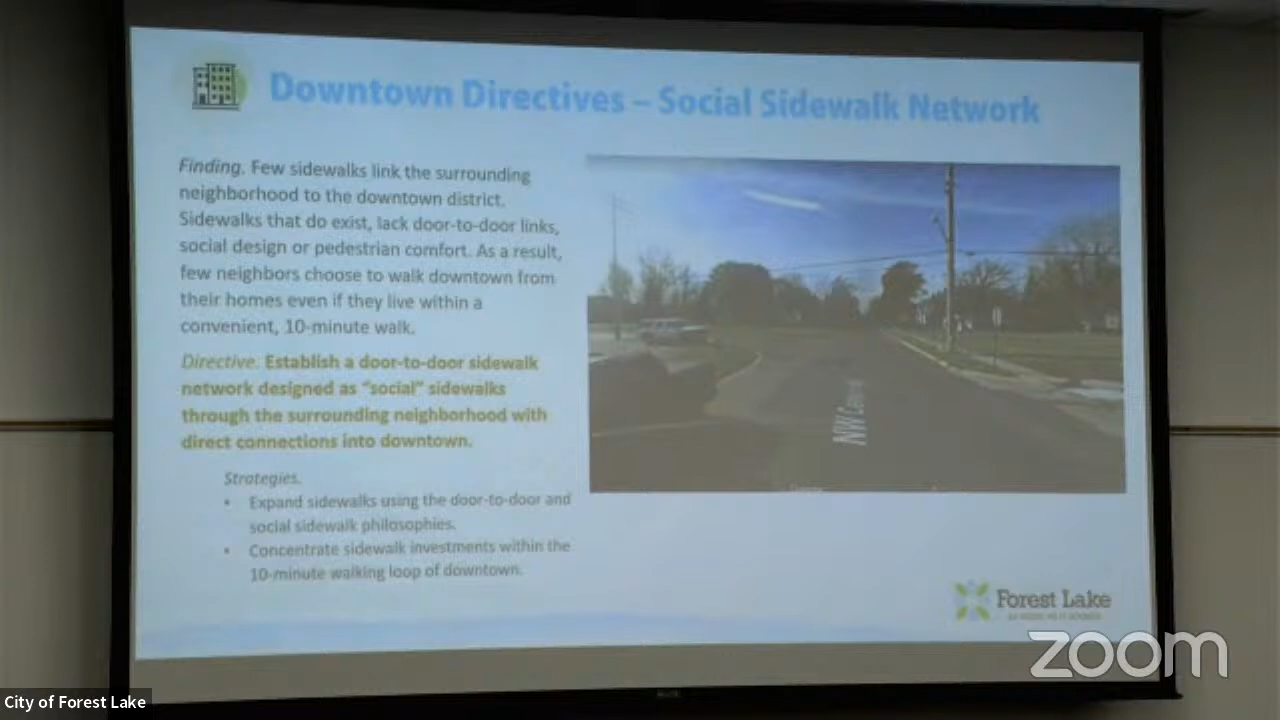 Downtown Directives – Social Sidewalk Network
Finding. Few sidewalks link the surrounding
neighborhood to the downtown district.
Sidewalks that do exist, lack door-to-door links,
social design or pedestrian comfort. As a result,
few neighbors choose to walk downtown from
their homes even if they live within a
convenient, 10-minute walk.
Directive. Establish a door-to-door sidewalk
network designed as “social” sidewalks
through the surrounding neighborhood with
direct connections into downtown.
Strategies.
• Expand sidewalks using the door-to-door and
social sidewalk philosophies.
• Concentrate sidewalk investments within the
10-minute walking loop of downtown.
NW
Forest Lake
zoom
City of Forest Lake